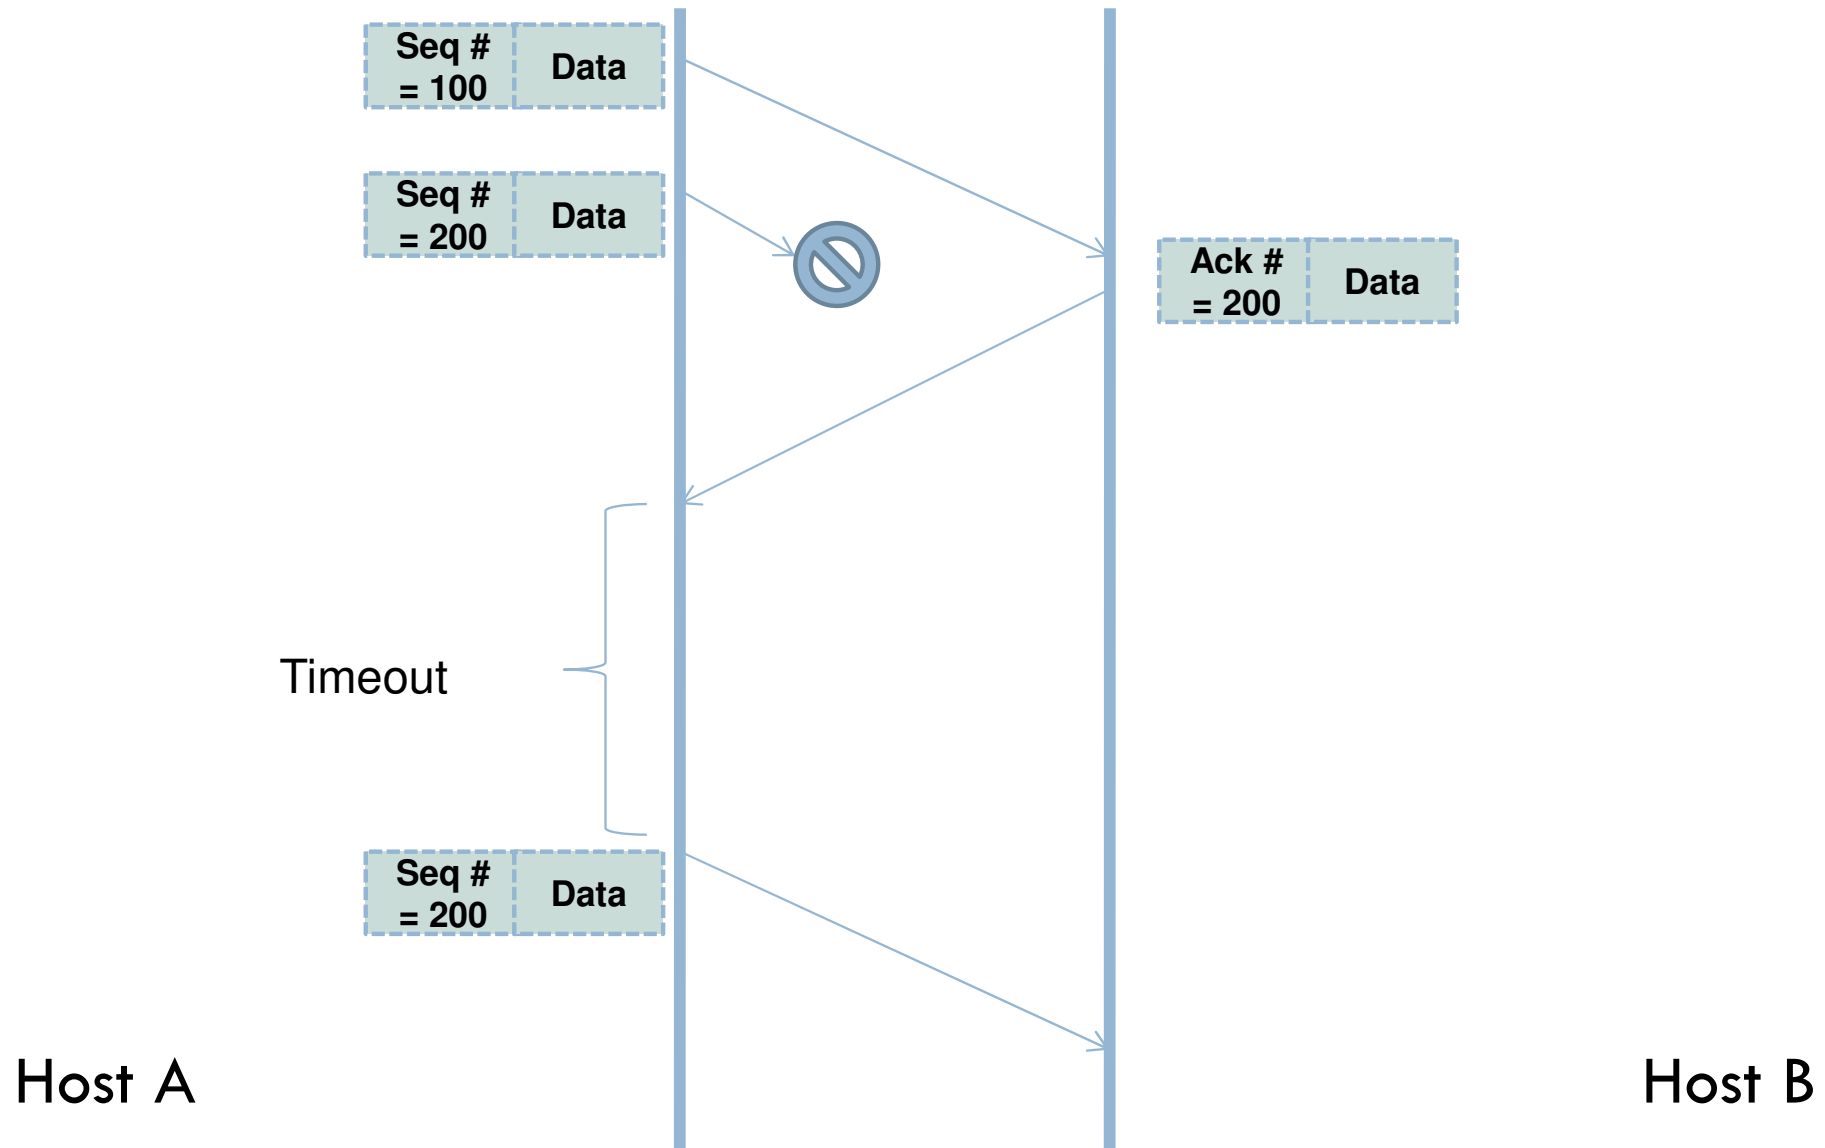 Seq #
= 100
Data
Seq #
= 200
Data
Ack #
= 200
Data
Timeout
Seq #
= 200
Data
Host A
Host B